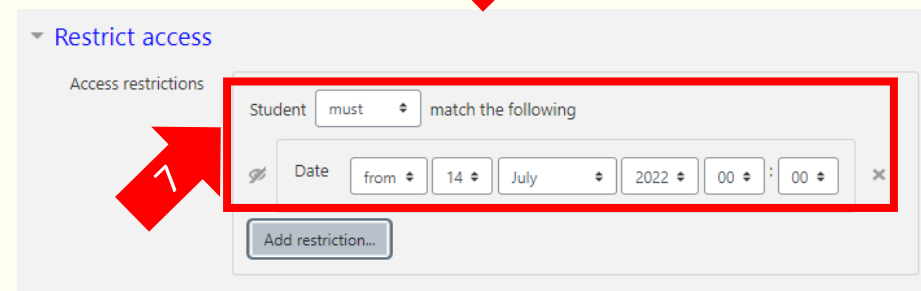 Restrict access
Access restrictions
Student must match the following
7
Date from 14 July 2022 00 : 00
Add restriction...